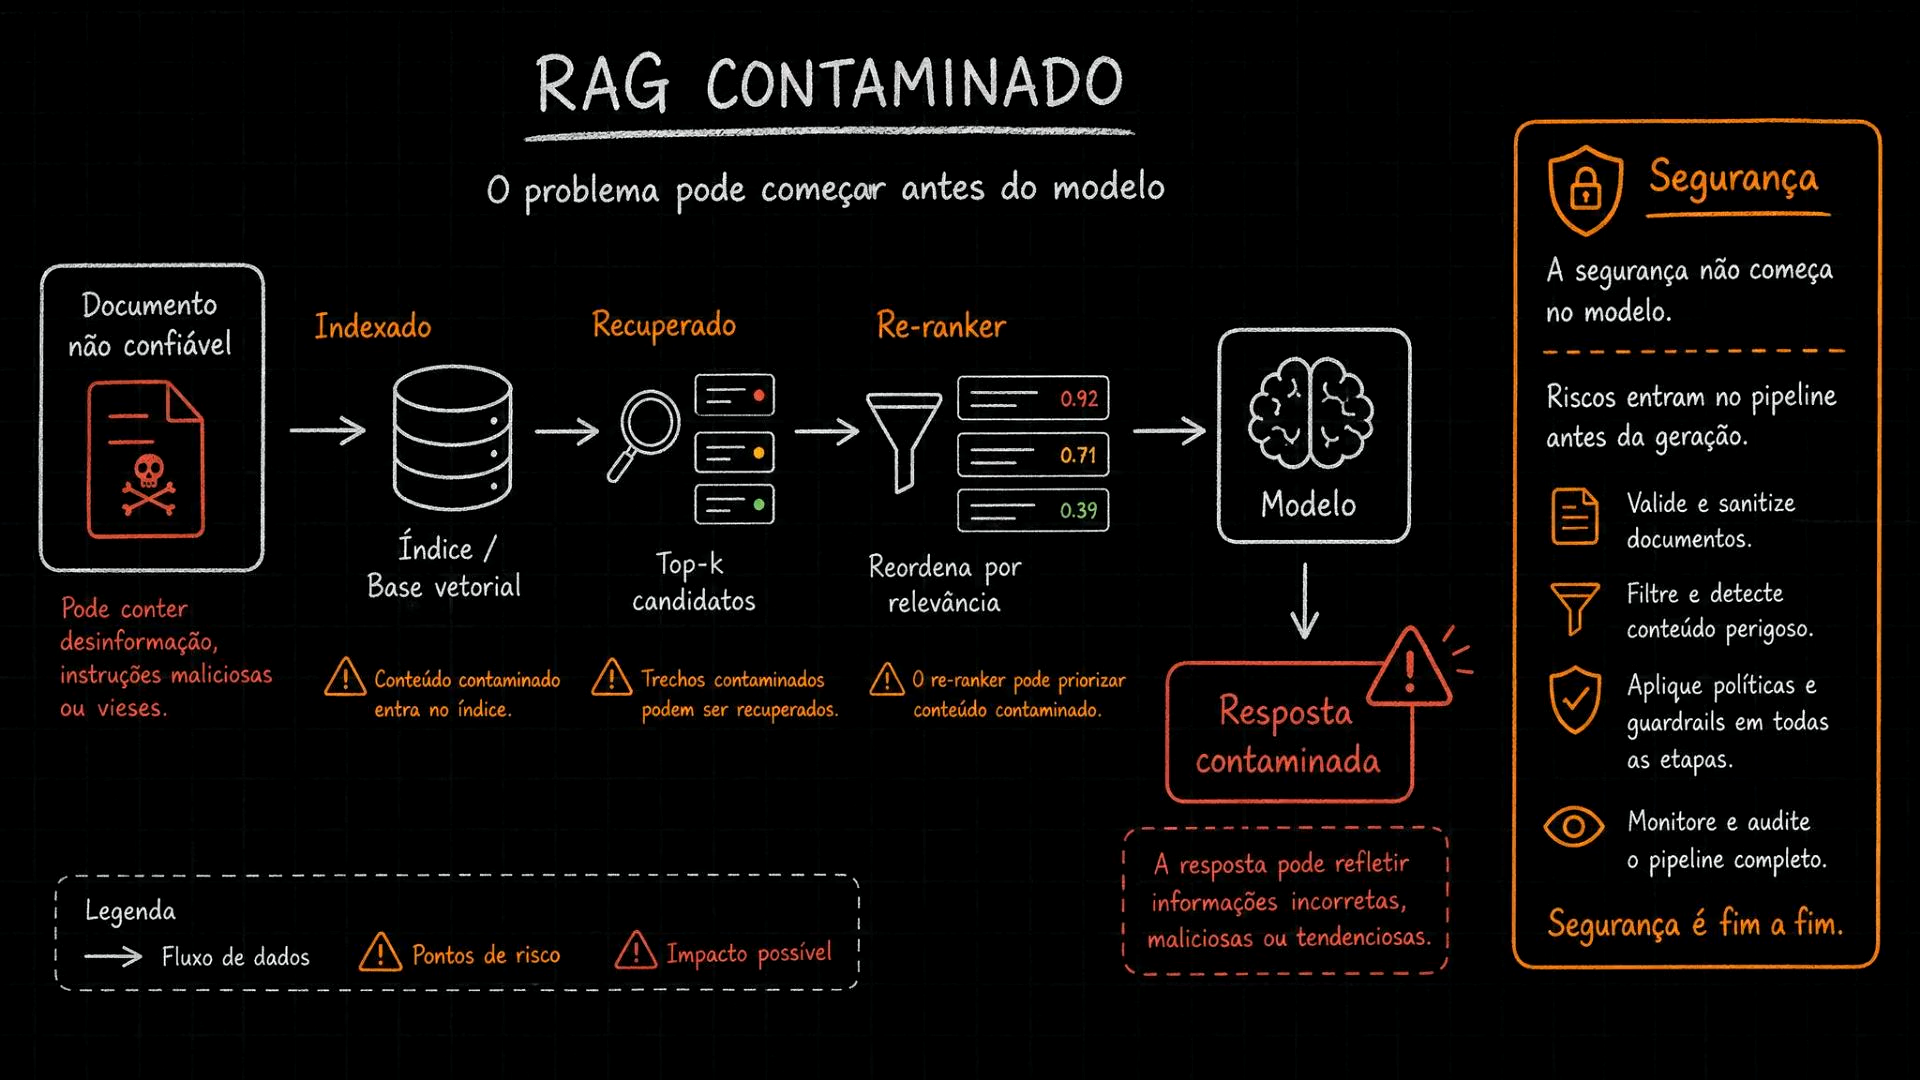 RAG CONTAMINADO
O problema pode começar antes do modelo
Documento
não confiável
Pode conter
desinformação,
instruções maliciosas
ou vieses.
Indexado
Índice /
Base vetorial
Conteúdo contaminado
entra no índice.
Recuperado
Top-k
candidatos
Trechos contaminados
podem ser recuperados.
Re-ranker
0.92
0.71
0.39
Reordena por
relevância
O re-ranker pode priorizar
conteúdo contaminado.
Modelo
Resposta
contaminada
A resposta pode refletir
informações incorretas,
maliciosas ou tendenciosas.
Legenda
Fluxo de dados
Pontos de risco
Impacto possível
Segurança
A segurança não começa
no modelo.
Riscos entram no pipeline
antes da geração.
Valide e sanitize
documentos.
Filtre e detecte
conteúdo perigoso.
Aplique políticas e
guardrails em todas
as etapas.
Monitore e audite
o pipeline completo.
Segurança é fim a fim.